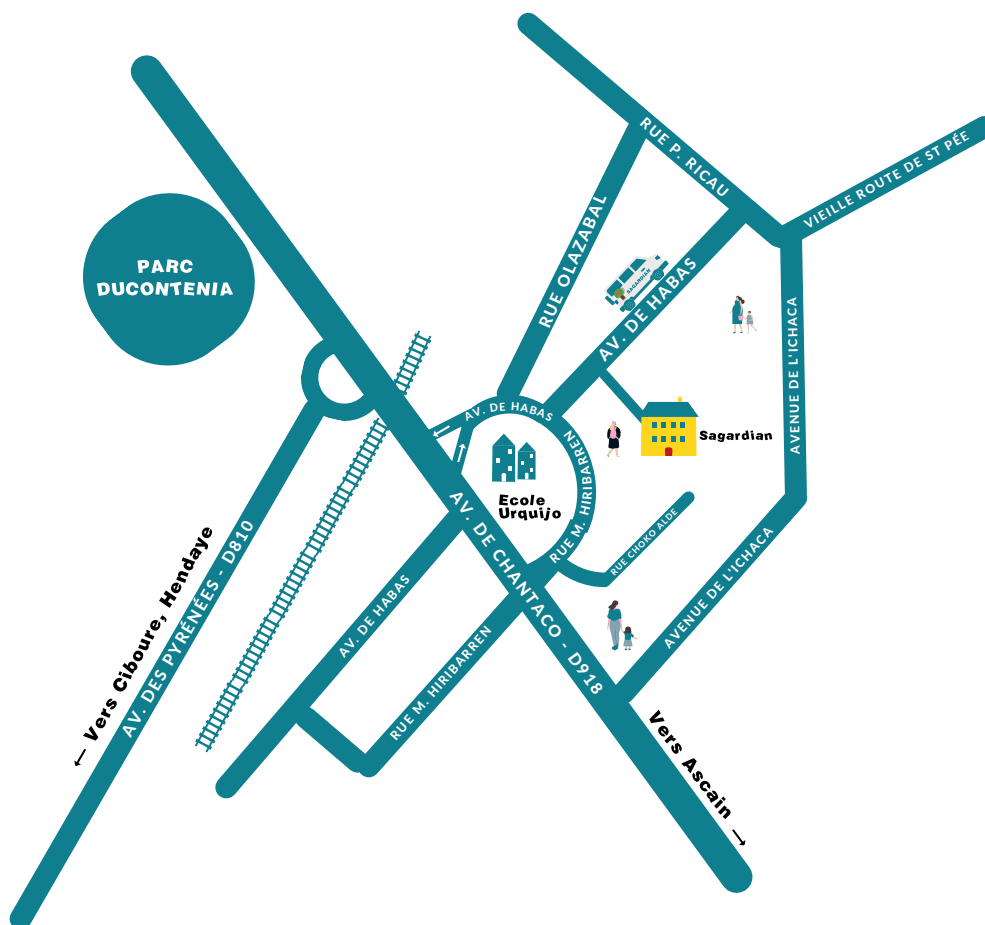 RUE P. RICAU
VIEILLE ROUTE DE ST PÉE
PARC
DUCONTENIA
RUE OLAZABAL
SAGARDIAN
AV. DE HABAS
AVENUE DE L'ICHACA
AV. DE HABAS
Sagardian
RUE M. HIRIBARREN
Ecole
Urquijo
AV. DE CHANTACO - D918
RUE CHOKO ALDE
← Vers Ciboure, Hendaye
AV. DES PYRÉNÉES - D810
AV. DE HABAS
RUE M. HIRIBARREN
AVENUE DE L'ICHACA
Vers Ascain →